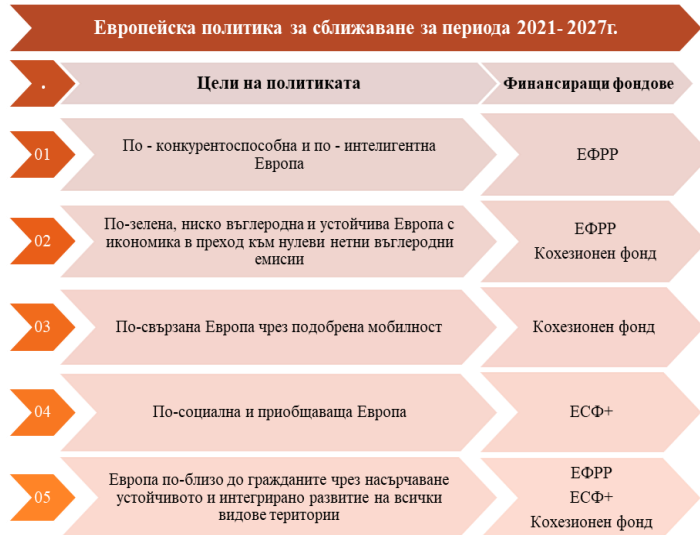 Европейска политика за сближаване за периода 2021- 2027г.
.
Цели на политиката
Финансиращи фондове
01
По - конкурентоспособна и по - интелигентна
Европа
ЕФРР
02
По-зелена, ниско въглеродна и устойчива Европа с
икономика в преход към нулеви нетни въглеродни
емисии
ЕФРР
Кохезионен фонд
03
По-свързана Европа чрез подобрена мобилност
Кохезионен фонд
04
По-социална и приобщаваща Европа
ЕСФ+
05
Европа по-близо до гражданите чрез насърчаване
устойчивото и интегрирано развитие на всички
видове територии
ЕФРР
ЕСФ+
Кохезионен фонд